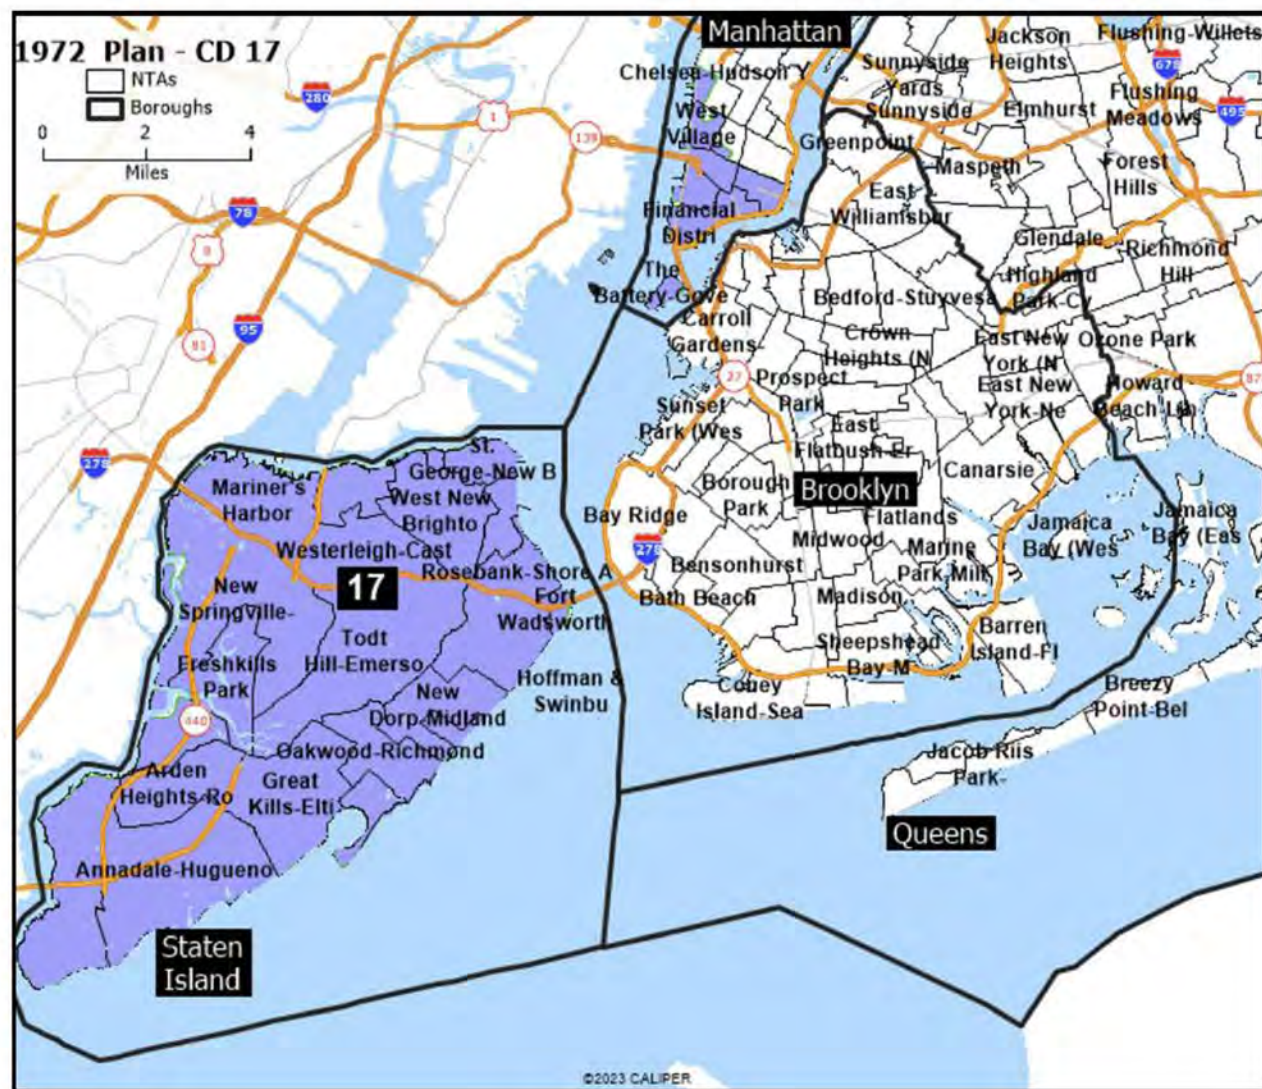 Manhattan
1972 Plan - CD 17
NTAs
Boroughs
0 2 4
Miles
280
1
139
78
9
81
95
278
Chelsea-Hudson Y
West
Village
Financial
Distri
The
Battery-Gove
Jackson
Heights
Flushing-Willets
678
Sunnyside
Yards
Sunnyside
Elmhurst
Flushing
Meadows
495
Greenpoint
Maspeth
Forest
Hills
East
Williamsbur
Glendale
Richmond
Hill
Highland
Park-Cy
Bedford-Stuyvesa
Carroll
Gardens-
Crown
Heights (N
East New
York (N
Ozone Park
27
Prospect
Park
East New
York-Ne
Howard
Beach-Lin
87
Sunset
Park (Wes
East
Flatbush-Er
Canarsie
Borough
Park
Brooklyn
Bay Ridge
Flatlands
Jamaica
Bay (Wes
Jamaica
Bay (Eas
278
Midwood
Marine
Park-Mill
Bensonhurst
Bath Beach
Madison
Sheepshead
Bay-M
Barren
Island-Fl
Coney
Island-Sea
Breezy
Point-Bel
Jacob Riis
Park-
Queens
St.
George-New B
Mariner's
Harbor
West New
Brighto
Westerleigh-Cast
Rosebank-Shore A
17
Fort
Wadsworth
New
Springville-
Todt
Hill-Emerso
Freshkills
Park
Hoffman &
Swinbu
New
Dorp-Midland
440
Oakwood-Richmond
Arden
Heights-Ro
Great
Kills-Elti
Annadale-Hugueno
Staten
Island
©2023 CALIPER